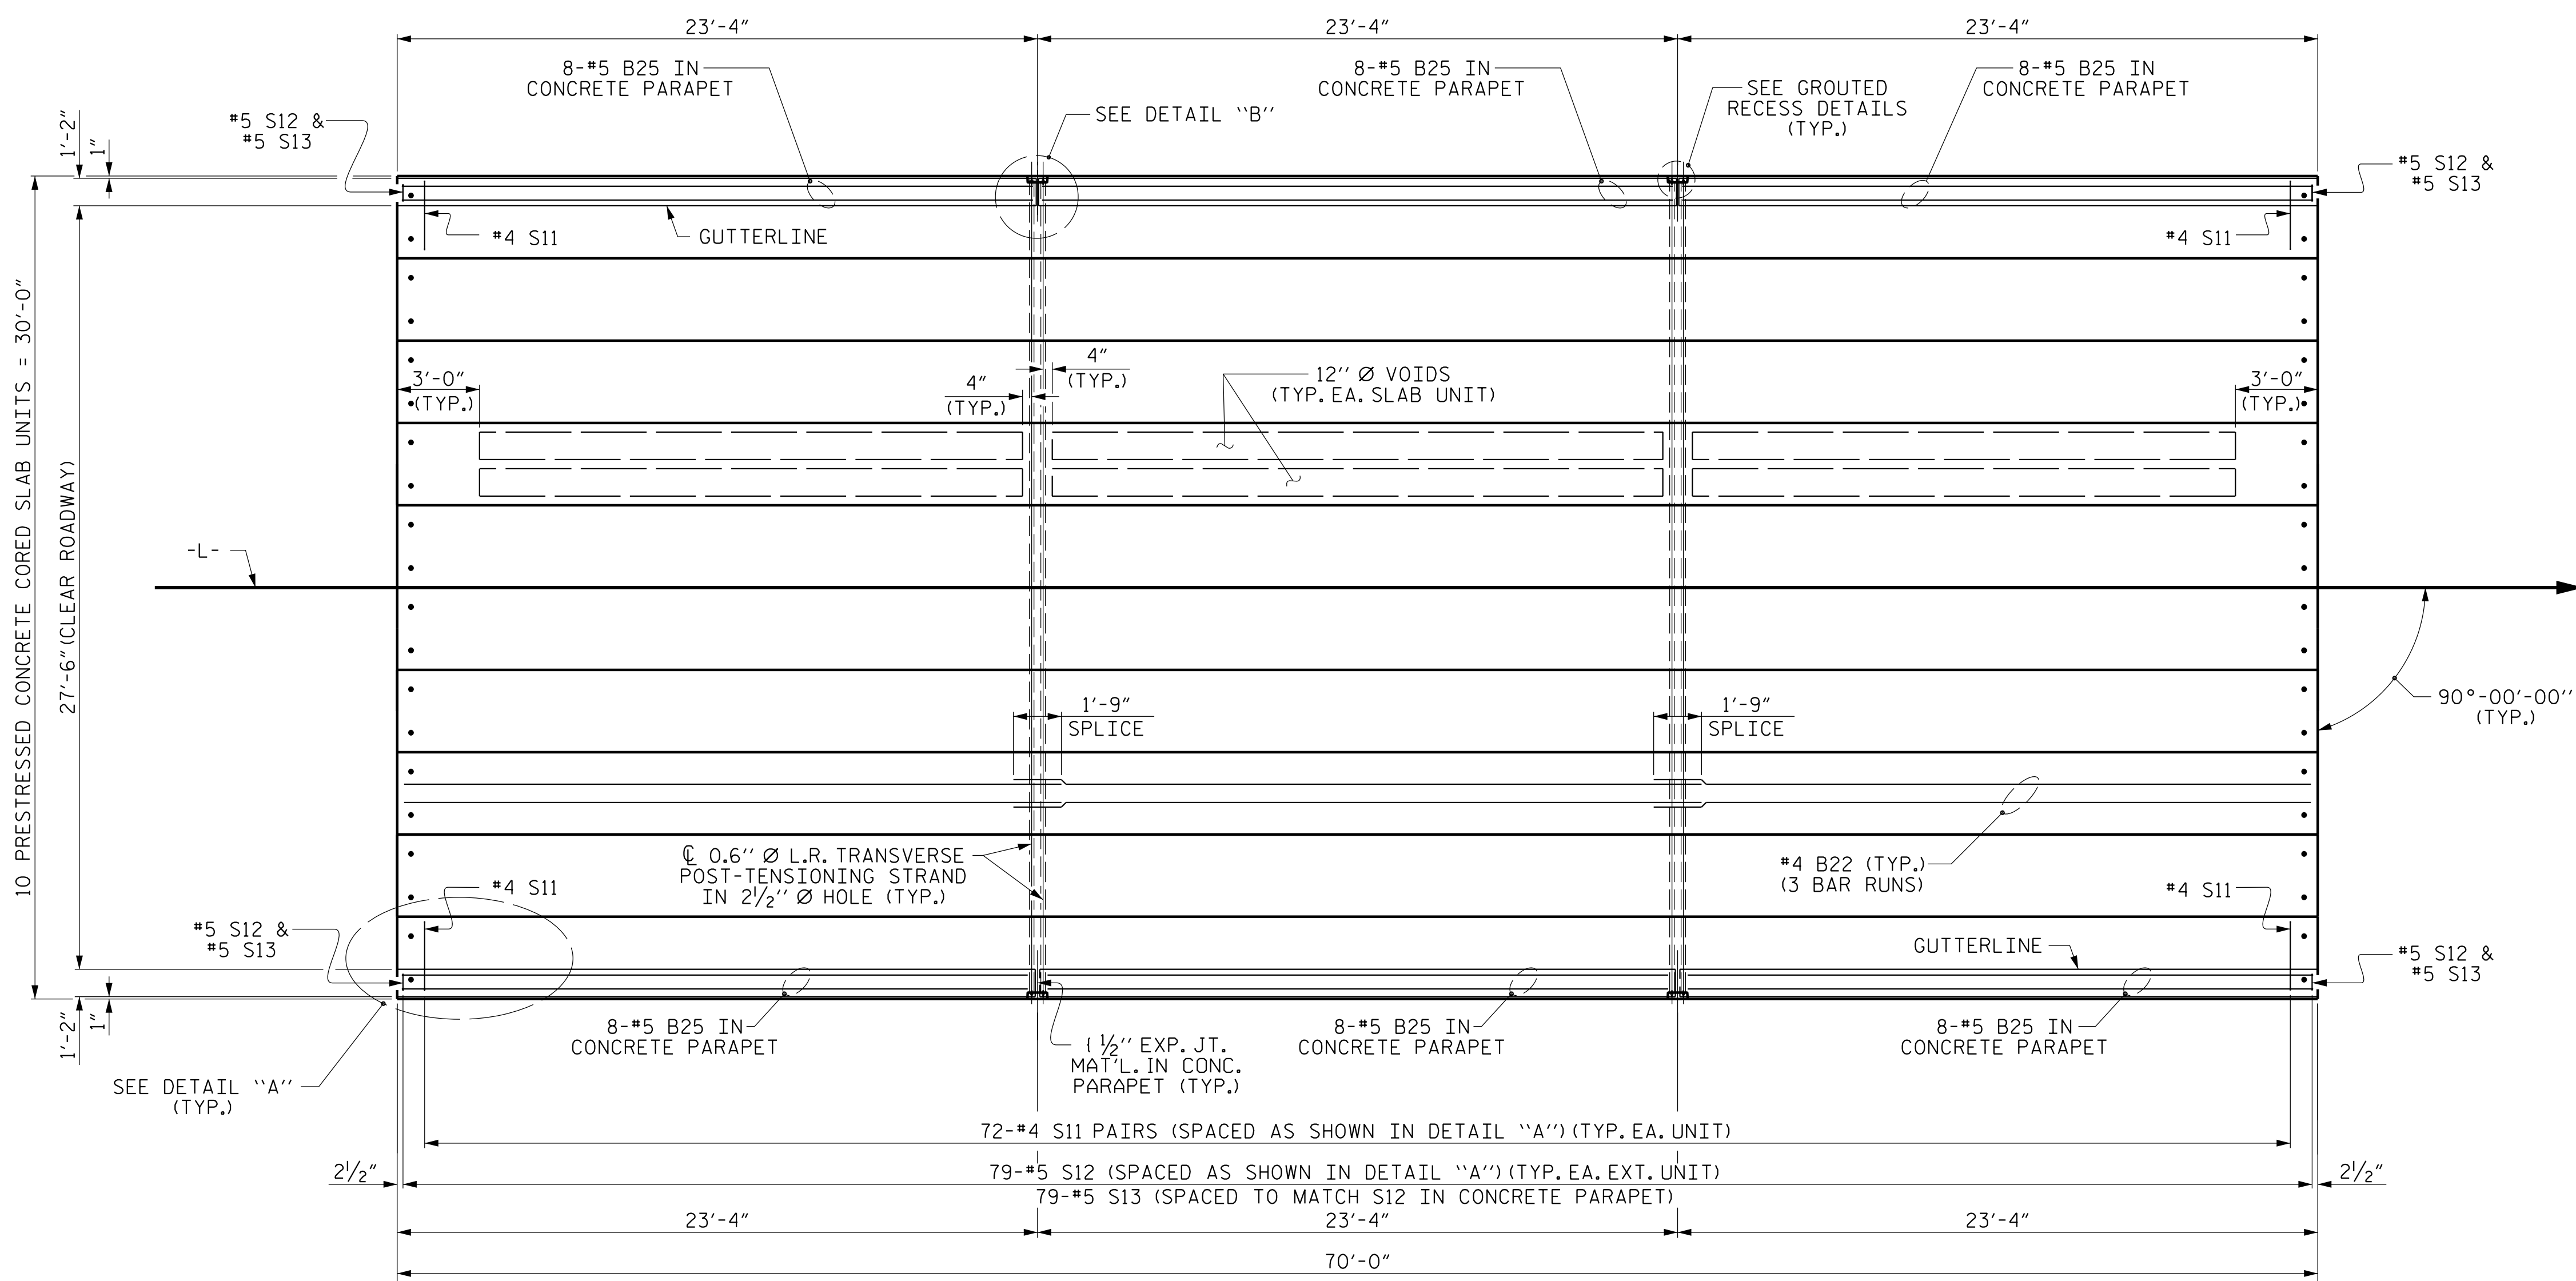 23'-4"
23'-4"
23'-4"
8-#5 B25 IN
CONCRETE PARAPET
8-#5 B25 IN
CONCRETE PARAPET
8-#5 B25 IN
CONCRETE PARAPET
SEE GROUTED
RECESS DETAILS
(TYP.)
SEE DETAIL "B"
1'-2"
1"
#5 S12 &
#5 S13
#5 S12 &
#5 S13
#4 S11
GUTTERLINE
#4 S11
10 PRESTRESSED CONCRETE CORED SLAB UNITS = 30'-0"
27'-6"(CLEAR ROADWAY)
3'-0"
(TYP.)
4"
(TYP.)
4"
(TYP.)
12" Ø VOIDS
(TYP. EA. SLAB UNIT)
3'-0"
(TYP.)
-L-
90°-00'-00"
(TYP.)
1'-9"
SPLICE
1'-9"
SPLICE
℄ 0.6" Ø L.R. TRANSVERSE
POST-TENSIONING STRAND
IN 2½" Ø HOLE (TYP.)
#4 B22 (TYP.)
(3 BAR RUNS)
#4 S11
#4 S11
#5 S12 &
#5 S13
GUTTERLINE
#5 S12 &
#5 S13
1'-2"
1"
8-#5 B25 IN
CONCRETE PARAPET
8-#5 B25 IN
CONCRETE PARAPET
8-#5 B25 IN
CONCRETE PARAPET
½" EXP. JT.
MAT'L. IN CONC.
PARAPET (TYP.)
SEE DETAIL "A"
(TYP.)
72-#4 S11 PAIRS (SPACED AS SHOWN IN DETAIL "A") (TYP. EA. UNIT)
2½"
79-#5 S12 (SPACED AS SHOWN IN DETAIL "A") (TYP. EA. EXT. UNIT)
2½"
79-#5 S13 (SPACED TO MATCH S12 IN CONCRETE PARAPET)
23'-4"
23'-4"
23'-4"
70'-0"